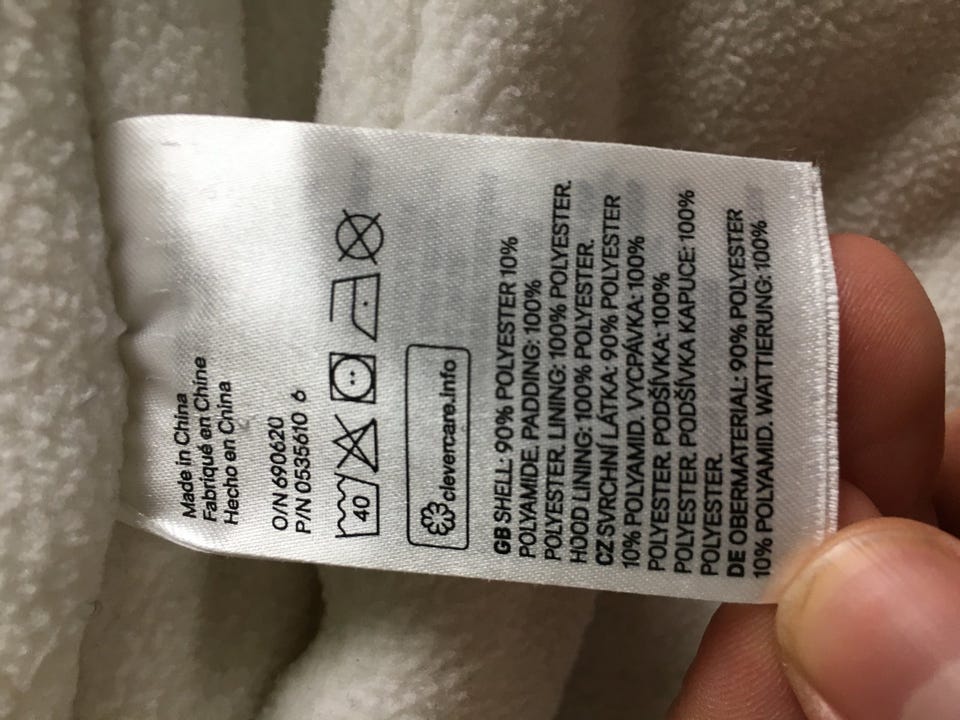 Made in China
Fabriqué en Chine
Hecho en China
O/N 690620
P/N 0535610 6
40
clevercare.info
GB SHELL: 90% POLYESTER 10%
POLYAMIDE. PADDING: 100%
POLYESTER. LINING: 100% POLYESTER.
HOOD LINING: 100% POLYESTER.
CZ SVRCHNÍ LÁTKA: 90% POLYESTER
10% POLYAMID. VYCPÁVKA: 100%
POLYESTER. PODŠÍVKA: 100%
POLYESTER. PODŠÍVKA KAPUCE: 100%
POLYESTER.
DE OBERMATERIAL: 90% POLYESTER
10% POLYAMID. WATTIERUNG: 100%